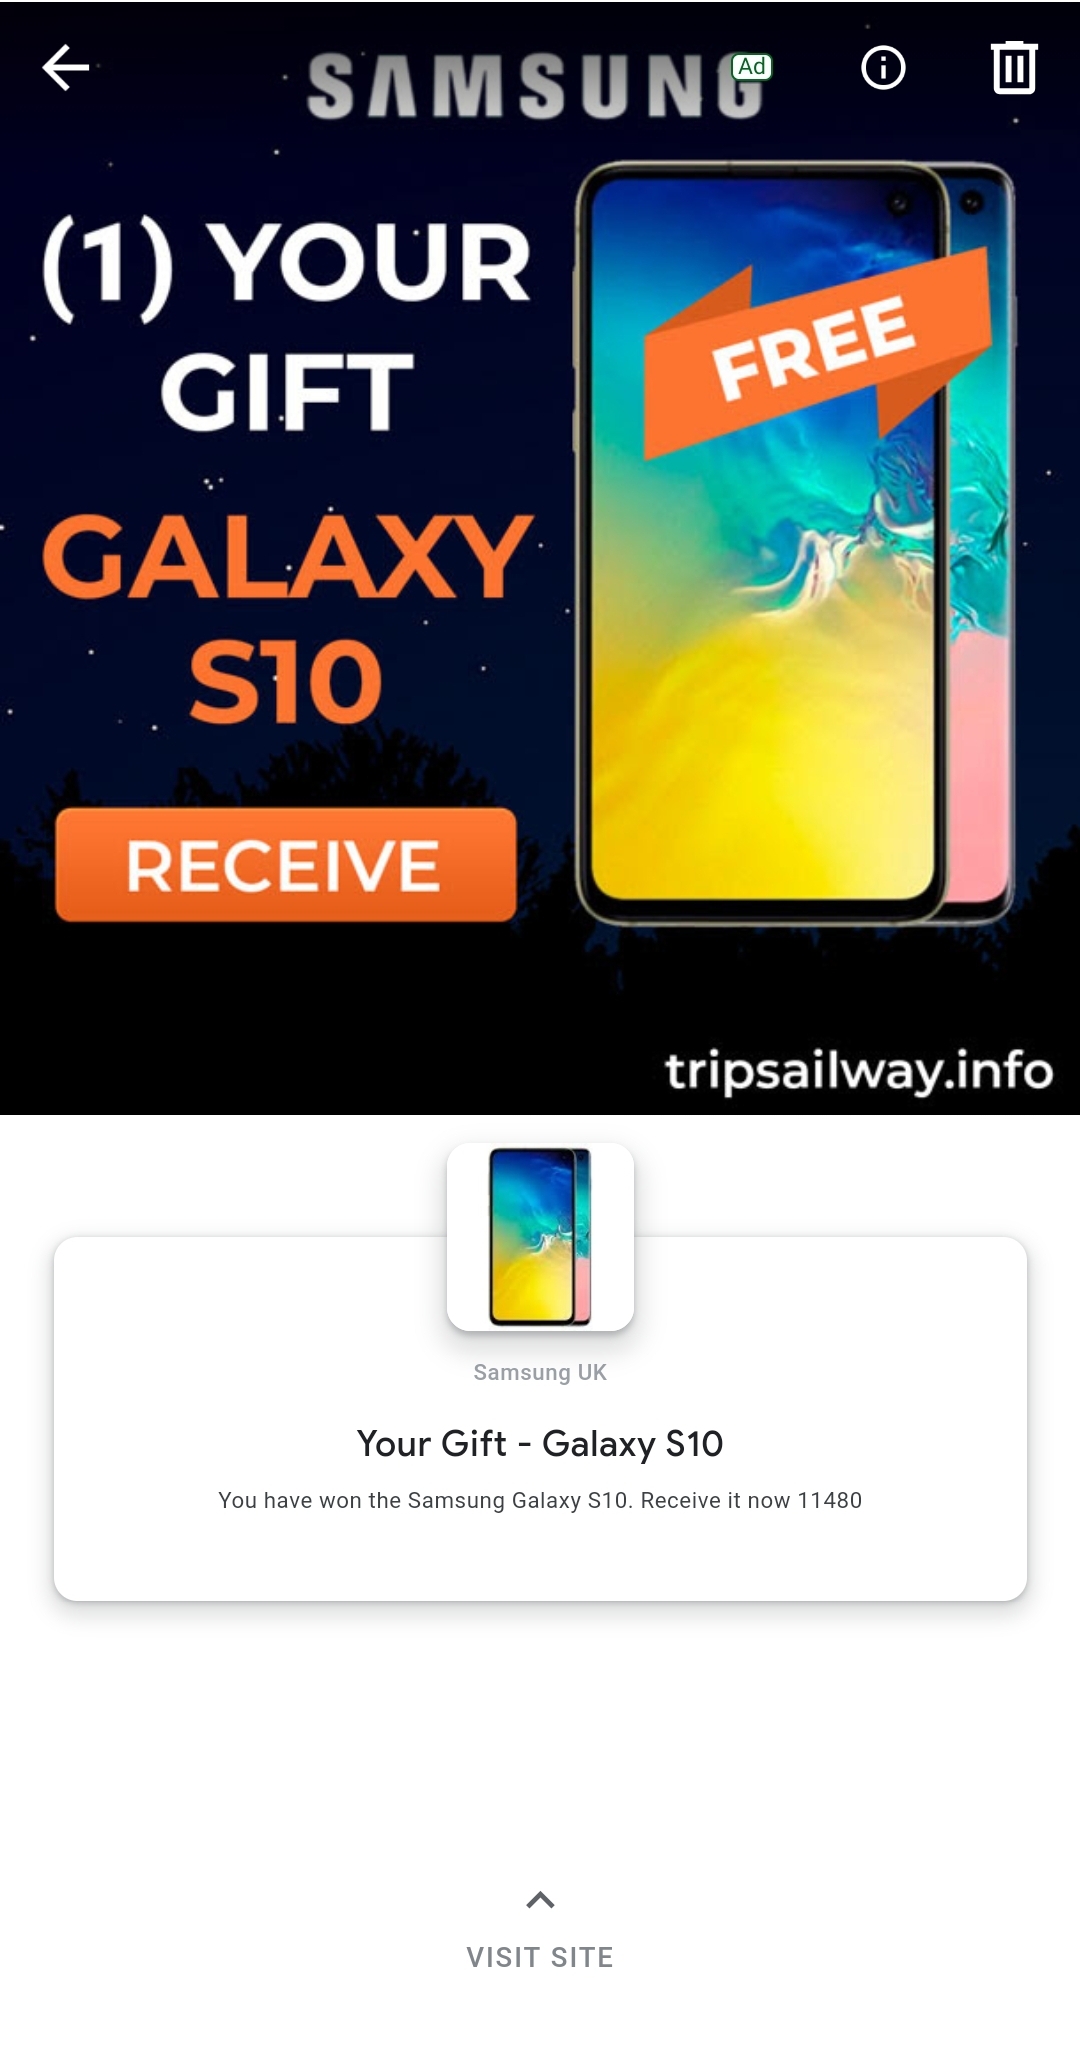 SAMSUNG
Ad
(1) YOUR
GIFT
GALAXY
S10
FREE
RECEIVE
tripsailway.info
Samsung UK
Your Gift - Galaxy S10
You have won the Samsung Galaxy S10. Receive it now 11480
VISIT SITE